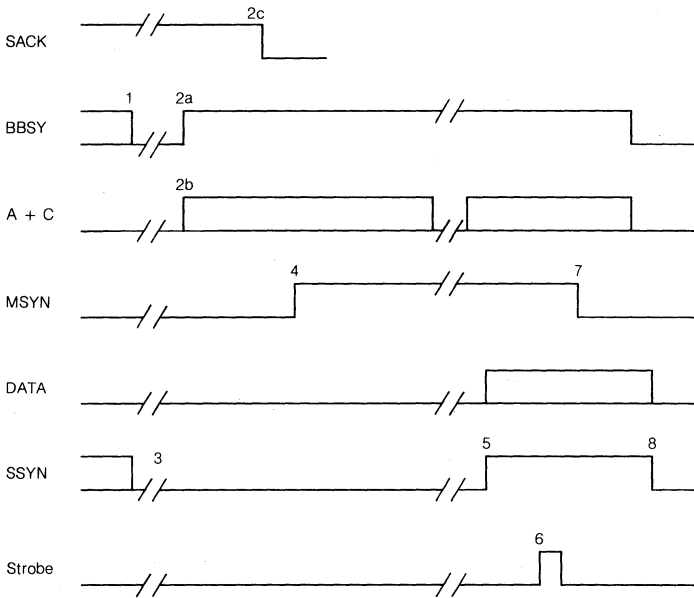 2c
SACK
1 2a
BBSY
2b
A + C
4 7
MSYN
DATA
3 5 8
SSYN
6
Strobe